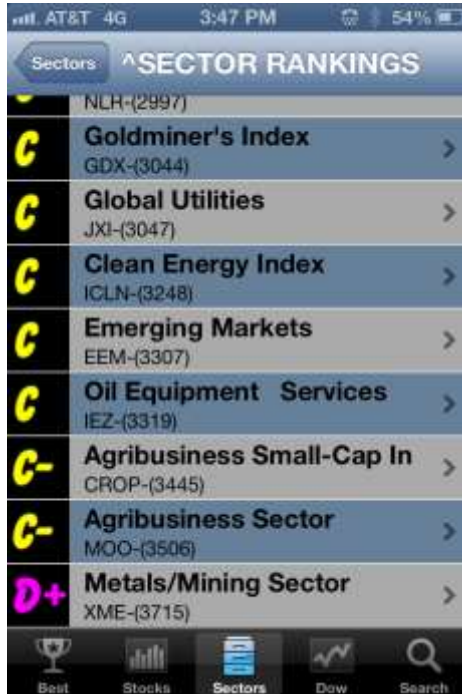 AT&T 4G 3:47 PM 54%
Sectors ^SECTOR RANKINGS
NLR-(2997)
C Goldminer's Index
GDX-(3044)
C Global Utilities
JXI-(3047)
C Clean Energy Index
ICLN-(3248)
C Emerging Markets
EEM-(3307)
C Oil Equipment   Services
IEZ-(3319)
C- Agribusiness Small-Cap In
CROP-(3445)
C- Agribusiness Sector
MOO-(3506)
D+ Metals/Mining Sector
XME-(3715)
Best Stocks Sectors Dow Search